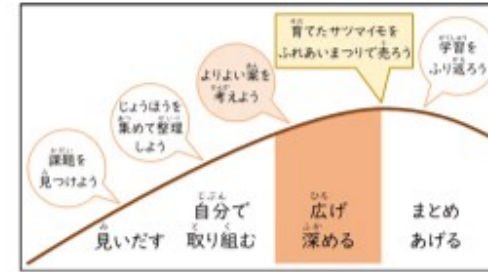 育てたサツマイモを
ふれあいまつりで売ろう
学習を
ふり返ろう
よりよい案を
考えよう
じょうほうを
集めて整理
しよう
課題を
見つけよう
見いだす
自分で
取り組む
広げ
深める
まとめ
あげる